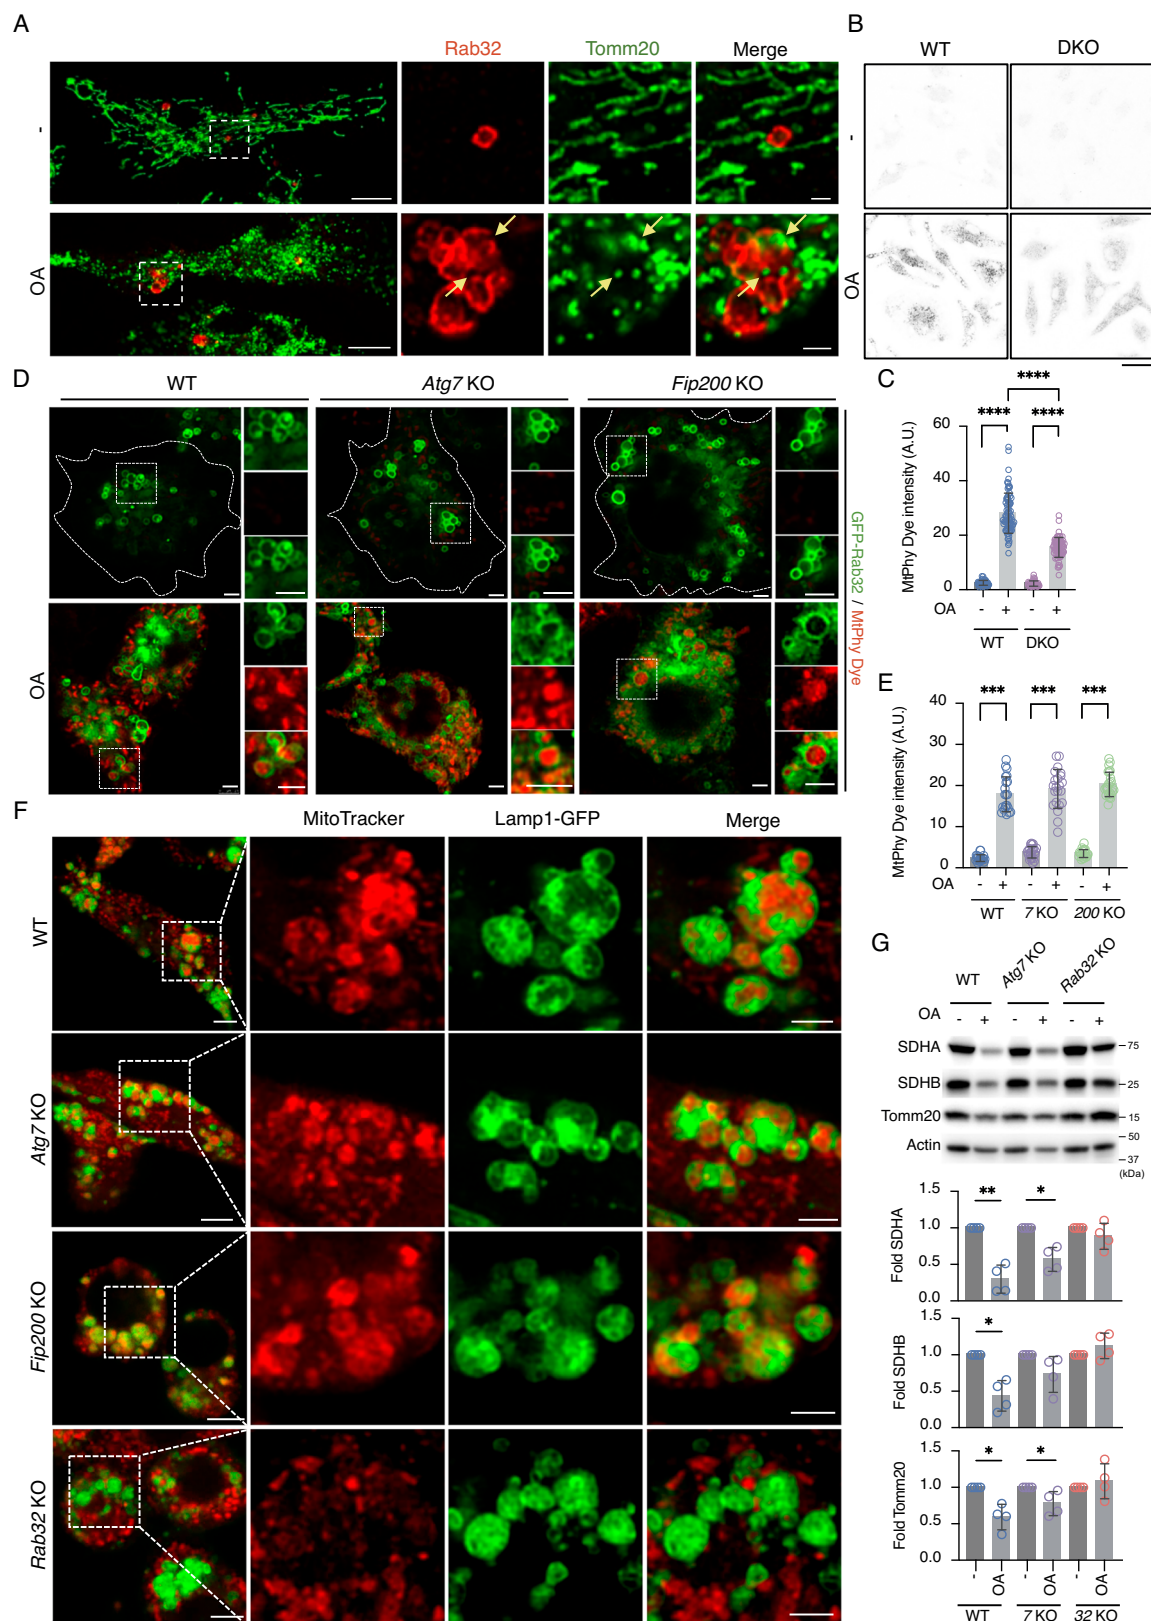 A
Rab32 Tomm20 Merge
-
OA
B
WT DKO
-
OA
C
**** **** ****
MtPhy Dye intensity (A.U.)
60
40
20
0
OA - + - +
WT DKO
D
WT Atg7 KO Fip200 KO
-
OA
GFP-Rab32 / MtPhy Dye
E
*** *** ***
MtPhy Dye intensity (A.U.)
40
30
20
10
0
OA - + - + - +
WT 7 KO 200 KO
F
MitoTracker Lamp1-GFP Merge
WT
Atg7 KO
Fip200 KO
Rab32 KO
G
WT Atg7 KO Rab32 KO
OA - + - + - +
SDHA 75
SDHB 25
Tomm20 15
50
Actin
37
(kDa)
Fold SDHA
1.5
1.0
0.5
0.0
** *
Fold SDHB
1.5
1.0
0.5
0.0
*
Fold Tomm20
1.5
1.0
0.5
0.0
* *
- OA - OA - OA
WT 7 KO 32 KO